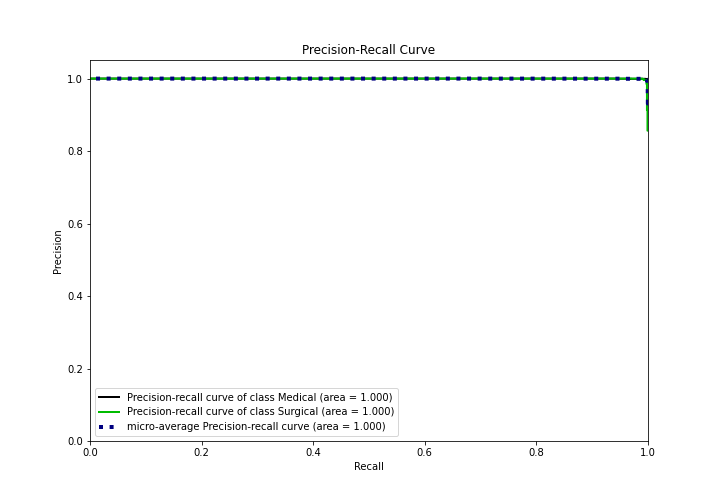 Precision-Recall Curve
1.0
0.8
0.6
0.4
0.2
0.0
Precision
Precision-recall curve of class Medical (area = 1.000)
Precision-recall curve of class Surgical (area = 1.000)
micro-average Precision-recall curve (area = 1.000)
0.0 0.2 0.4 0.6 0.8 1.0
Recall